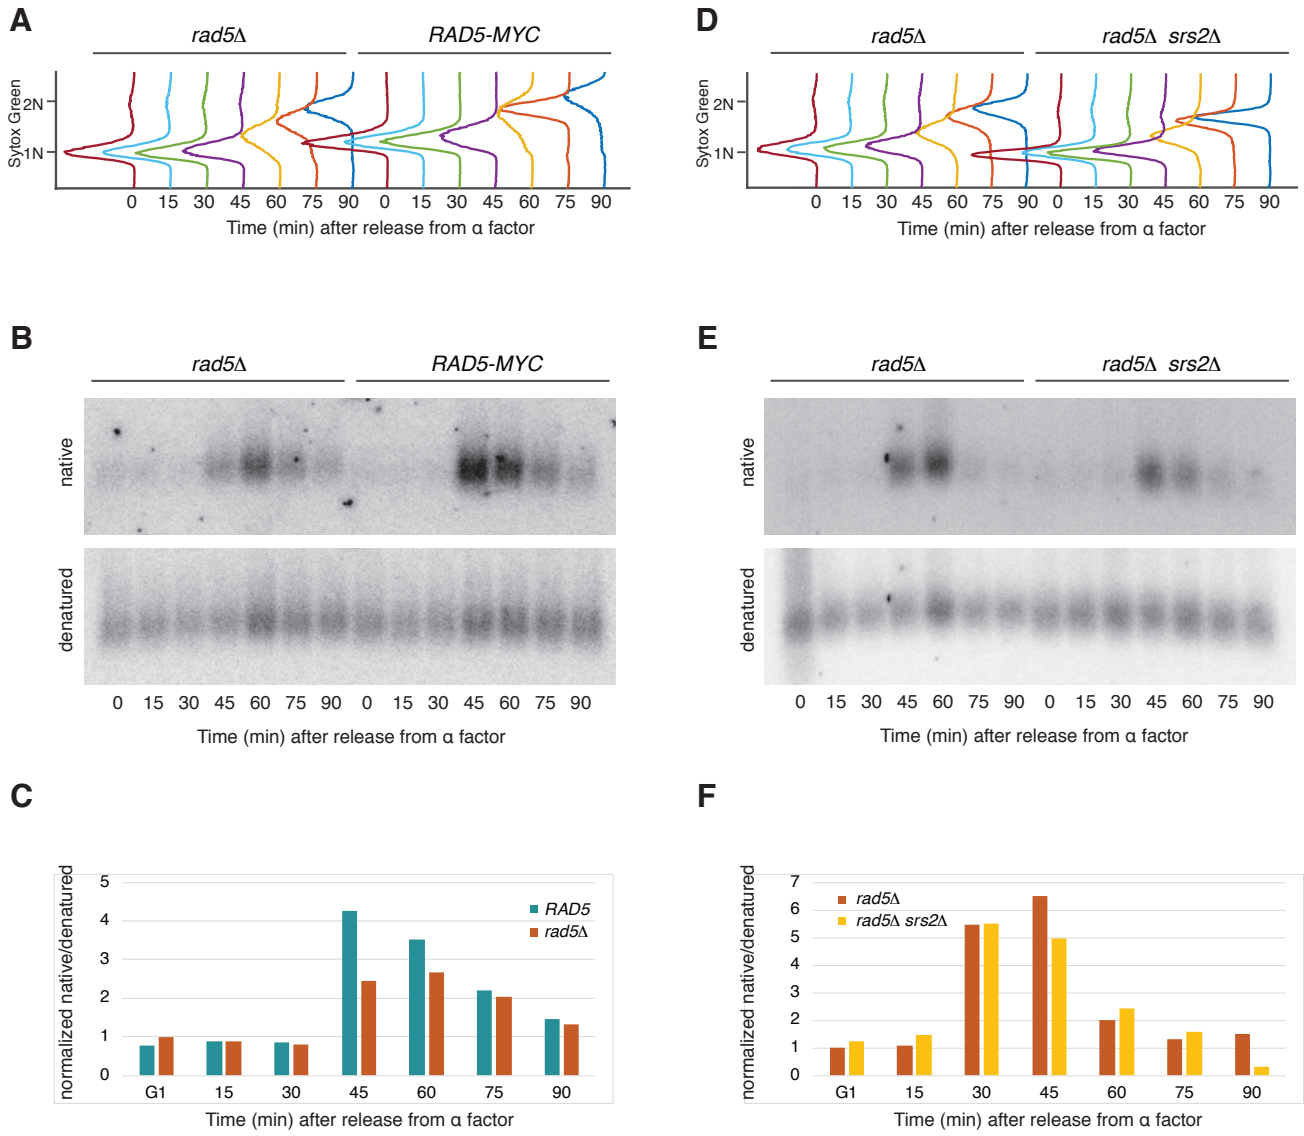 A
rad5Δ
RAD5-MYC
Sytox Green
2N
1N
0 15 30 45 60 75 90 0 15 30 45 60 75 90
Time (min) after release from α factor
D
rad5Δ
rad5Δ srs2Δ
Sytox Green
2N
1N
0 15 30 45 60 75 90 0 15 30 45 60 75 90
Time (min) after release from α factor
B
rad5Δ
RAD5-MYC
native
denatured
0 15 30 45 60 75 90 0 15 30 45 60 75 90
Time (min) after release from α factor
E
rad5Δ
rad5Δ srs2Δ
native
denatured
0 15 30 45 60 75 90 0 15 30 45 60 75 90
Time (min) after release from α factor
C
normalized native/denatured
5
4
3
2
1
0
RAD5
rad5Δ
G1 15 30 45 60 75 90
Time (min) after release from α factor
F
normalized native/denatured
7
6
5
4
3
2
1
0
rad5Δ
rad5Δ srs2Δ
G1 15 30 45 60 75 90
Time (min) after release from α factor